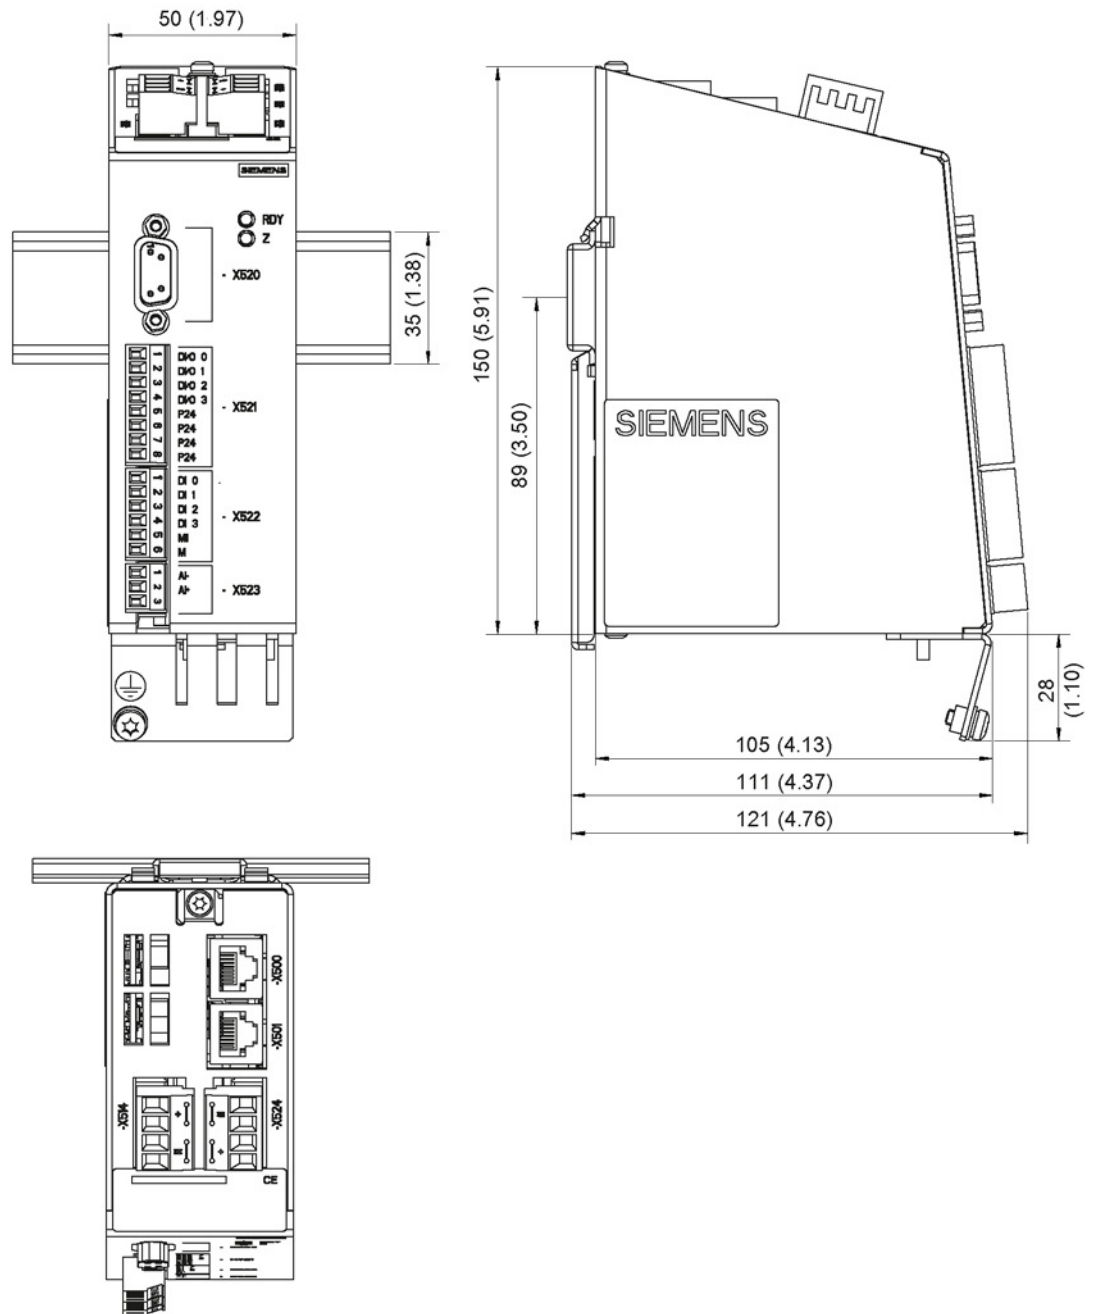 50 (1.97)
SIEMENS
RDY
Z
- X520
35 (1.38)
1 DI/O 0
2 DI/O 1
3 DI/O 2
4 DI/O 3
5 P24
6 P24
7 P24
8 P24
- X521
1 DI 0
2 DI 1
3 DI 2
4 DI 3
5 MI
6 M
- X522
1 AI-
2 AI+
3
- X523
150 (5.91)
89 (3.50)
SIEMENS
28
(1.10)
105 (4.13)
111 (4.37)
121 (4.76)
-X500
-X501
-X514
+
+
-X524
CE